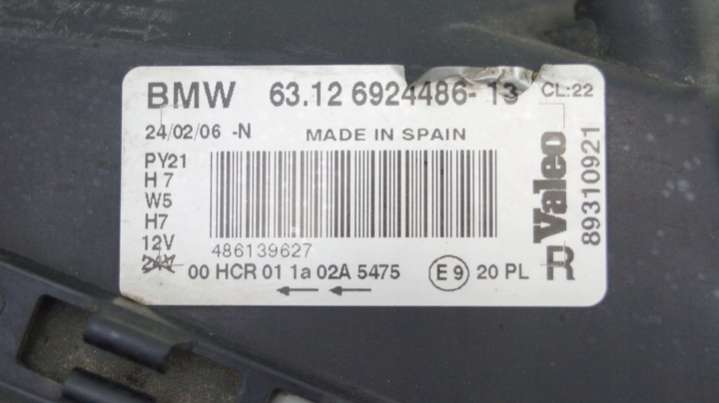 BMW 63.12 6924486-13 CL:22
24/02/06 -N MADE IN SPAIN
PY21
H7
W5
H7
12V
486139627
00 HCR 01 1a 02A 5475 E9 20 PL
R Valeo
89310921